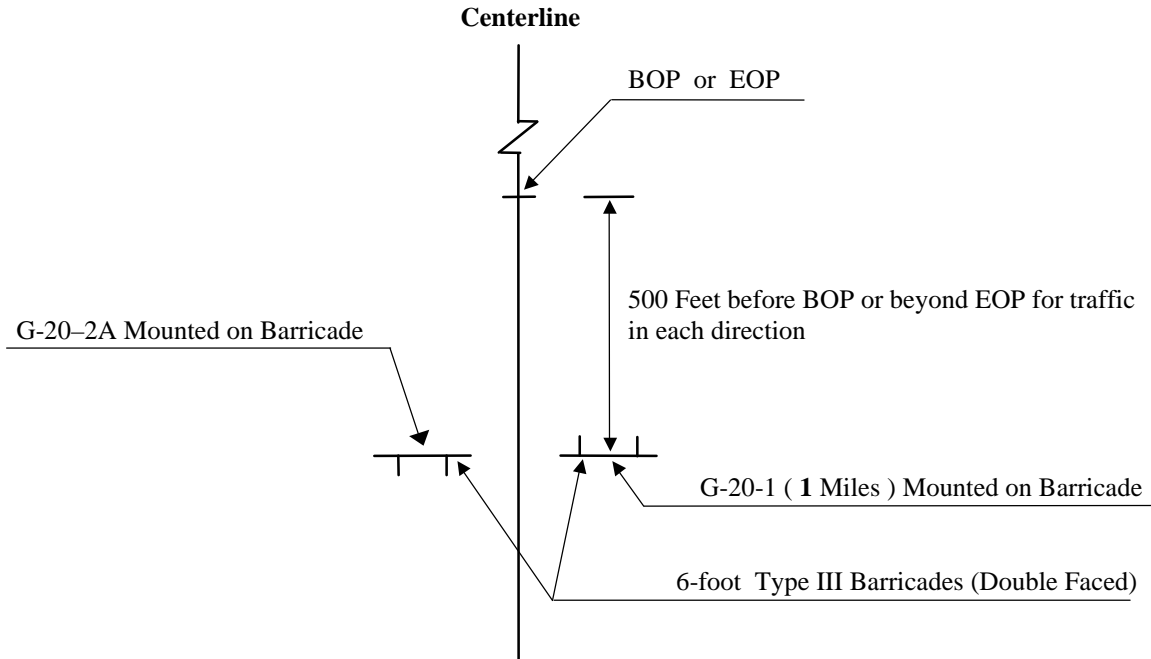 Centerline
BOP or EOP
500 Feet before BOP or beyond EOP for traffic
in each direction
G-20–2A Mounted on Barricade
G-20-1 ( 1 Miles ) Mounted on Barricade
6-foot Type III Barricades (Double Faced)